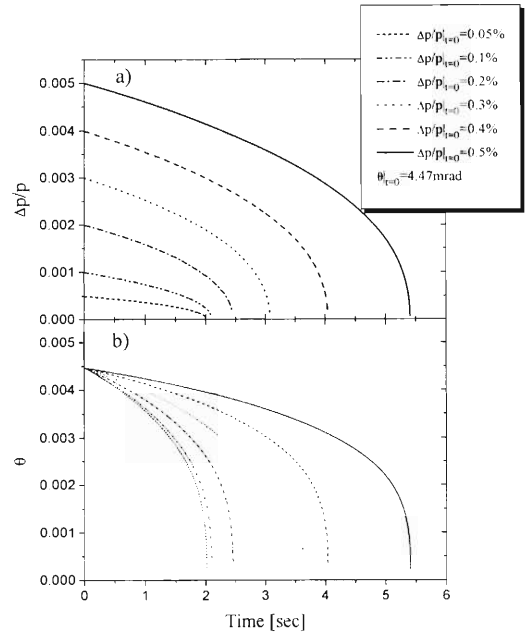 Δp/p|t=0=0.05%
Δp/p|t=0=0.1%
Δp/p|t=0=0.2%
Δp/p|t=0=0.3%
Δp/p|t=0=0.4%
Δp/p|t=0=0.5%
θ|t=0=4.47mrad
a)
0.005
0.004
0.003
0.002
0.001
0.000
Δp/p
b)
0.005
0.004
0.003
0.002
0.001
0.000
θ
0 1 2 3 4 5 6
Time [sec]